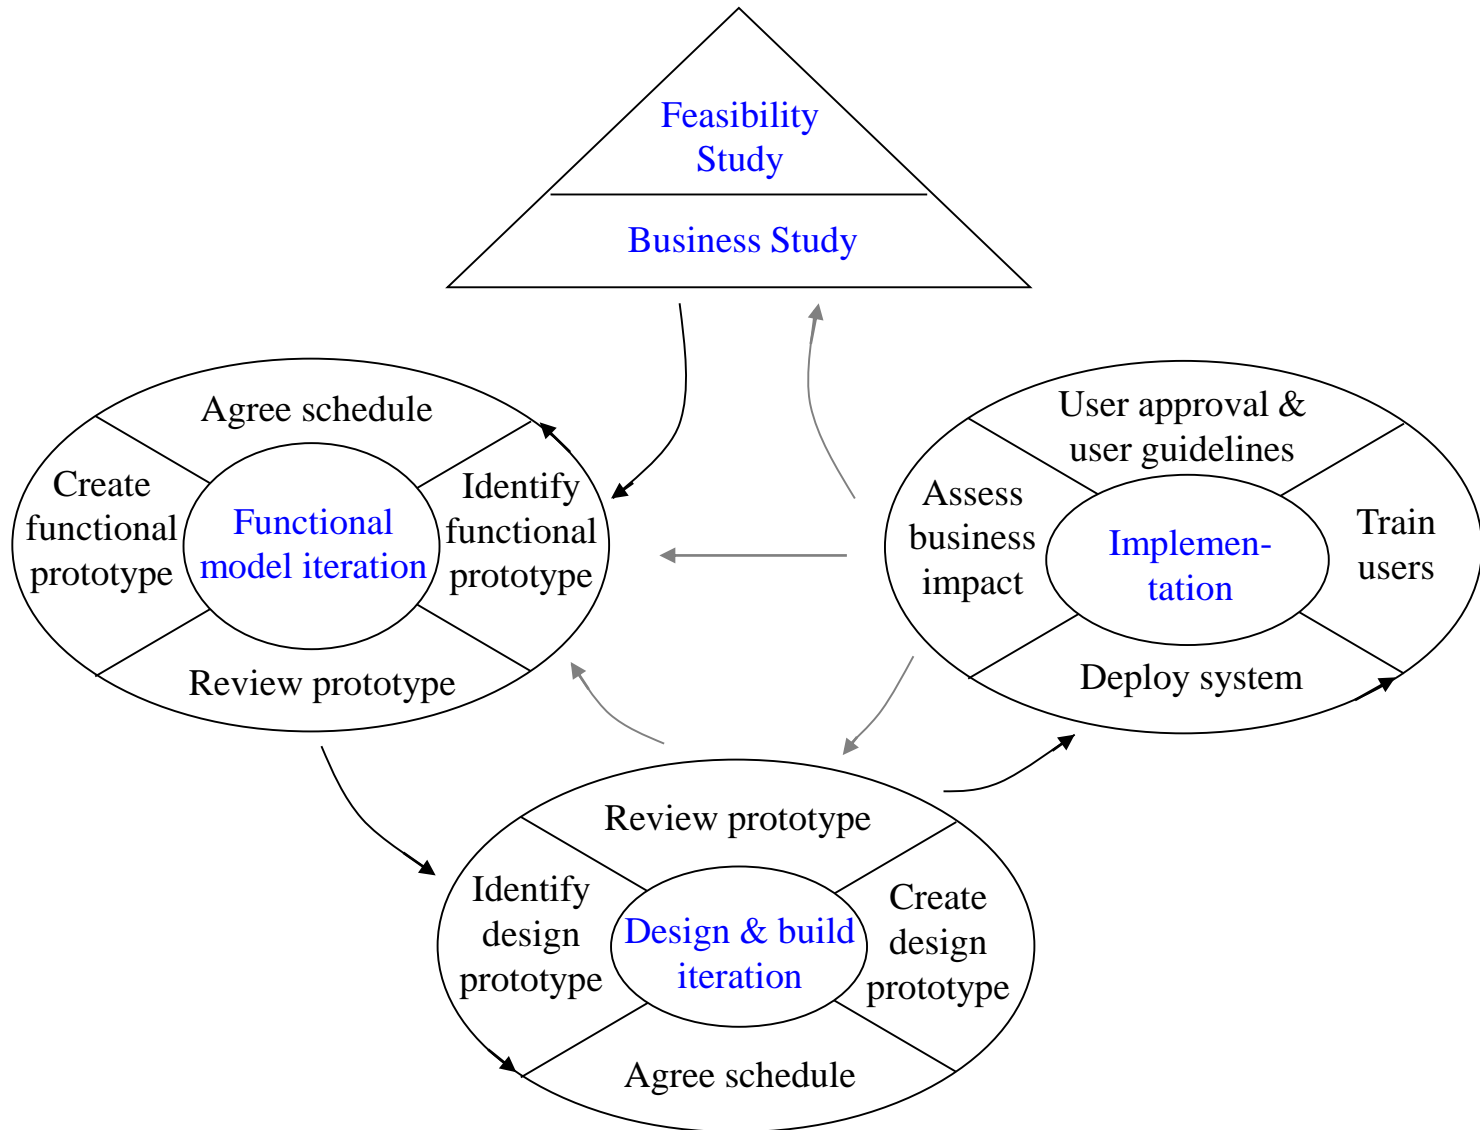 Feasibility
Study
Business Study
Agree schedule
Create
functional
prototype
Functional
model iteration
Identify
functional
prototype
Review prototype
User approval &
user guidelines
Assess
business
impact
Implemen-
tation
Train
users
Deploy system
Review prototype
Identify
design
prototype
Design & build
iteration
Create
design
prototype
Agree schedule